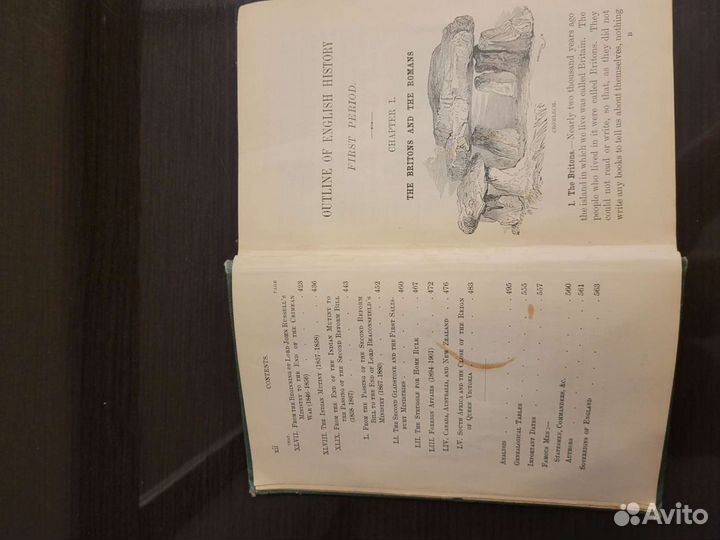 xii CONTENTS.
CHAP. PAGE
XLVII. FROM THE BEGINNING OF LORD JOHN RUSSELL'S
MINISTRY TO THE END OF THE CRIMEAN
WAR (1846-1856) . . . . 423
XLVIII. THE INDIAN MUTINY (1857-1858) . . . . 436
XLIX. FROM THE END OF THE INDIAN MUTINY TO
THE PASSING OF THE SECOND REFORM BILL
(1858-1867) . . . . 443
L. FROM THE PASSING OF THE SECOND REFORM
BILL TO THE END OF LORD BEACONSFIELD'S
MINISTRY (1867-1880) . . . . 452
LI. THE SECOND GLADSTONE AND THE FIRST SALIS-
BURY MINISTRIES . . . . 460
LII. THE STRUGGLE FOR HOME RULE . . . . 467
LIII. FOREIGN AFFAIRS (1894-1901) . . . . 472
LIV. CANADA, AUSTRALIA, AND NEW ZEALAND . . 476
LV. SOUTH AFRICA AND THE CLOSE OF THE REIGN
OF QUEEN VICTORIA . . . . 483
ANALYSIS . . . . 495
GENEALOGICAL TABLES . . . . 555
IMPORTANT DATES . . . . 557
FAMOUS MEN:—
STATESMEN, COMMANDERS, &C. . . . . 560
AUTHORS . . . . 561
SOVEREIGNS OF ENGLAND . . . . 563
OUTLINE OF ENGLISH HISTORY
FIRST PERIOD.
CHAPTER I.
THE BRITONS AND THE ROMANS
CROMLECH.
1. The Britons.—Nearly two thousand years ago
the island in which we live was called Britain. The
people who lived in it were called Britons. They
could not read or write, so that, as they did not
write any books to tell us about themselves, nothing
B
Avito